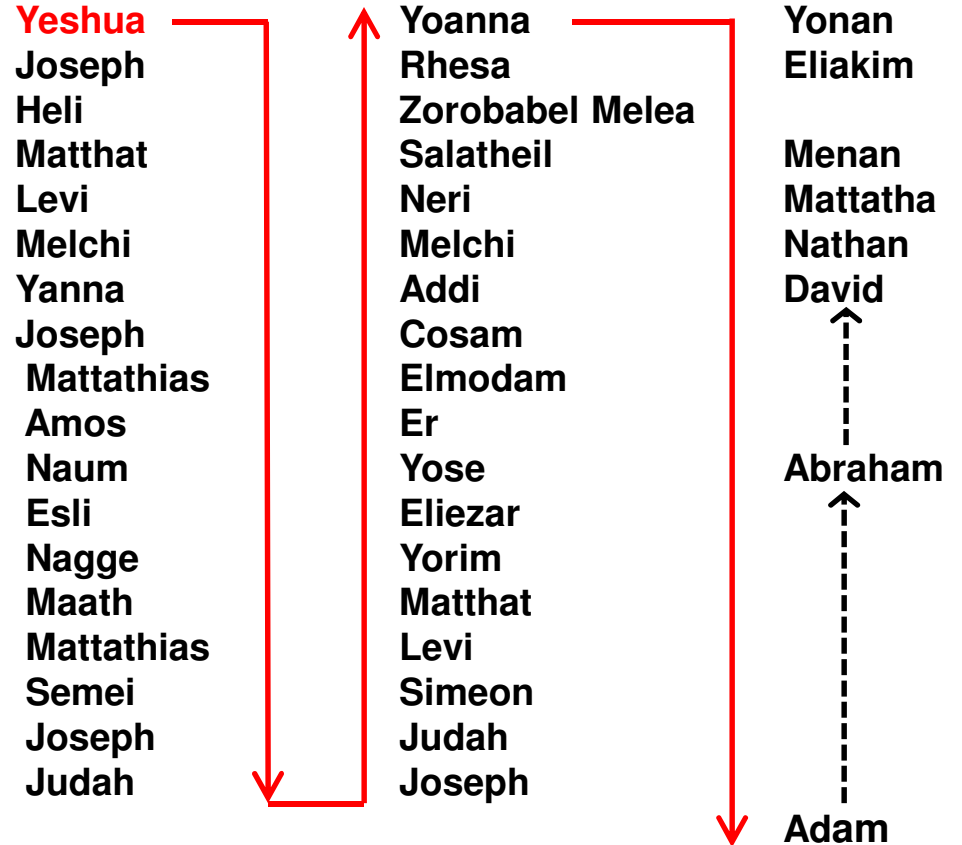 Yeshua
Joseph
Heli
Matthat
Levi
Melchi
Yanna
Joseph
Mattathias
Amos
Naum
Esli
Nagge
Maath
Mattathias
Semei
Joseph
Judah
Yoanna
Rhesa
Zorobabel Melea
Salatheil
Neri
Melchi
Addi
Cosam
Elmodam
Er
Yose
Eliezar
Yorim
Matthat
Levi
Simeon
Judah
Joseph
Yonan
Eliakim
Menan
Mattatha
Nathan
David
Abraham
Adam